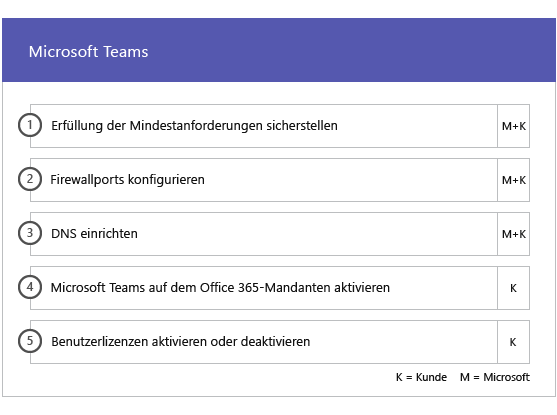 Microsoft Teams
1 Erfüllung der Mindestanforderungen sicherstellen M+K
2 Firewallports konfigurieren M+K
3 DNS einrichten M+K
4 Microsoft Teams auf dem Office 365-Mandanten aktivieren K
5 Benutzerlizenzen aktivieren oder deaktivieren K
K = Kunde M = Microsoft